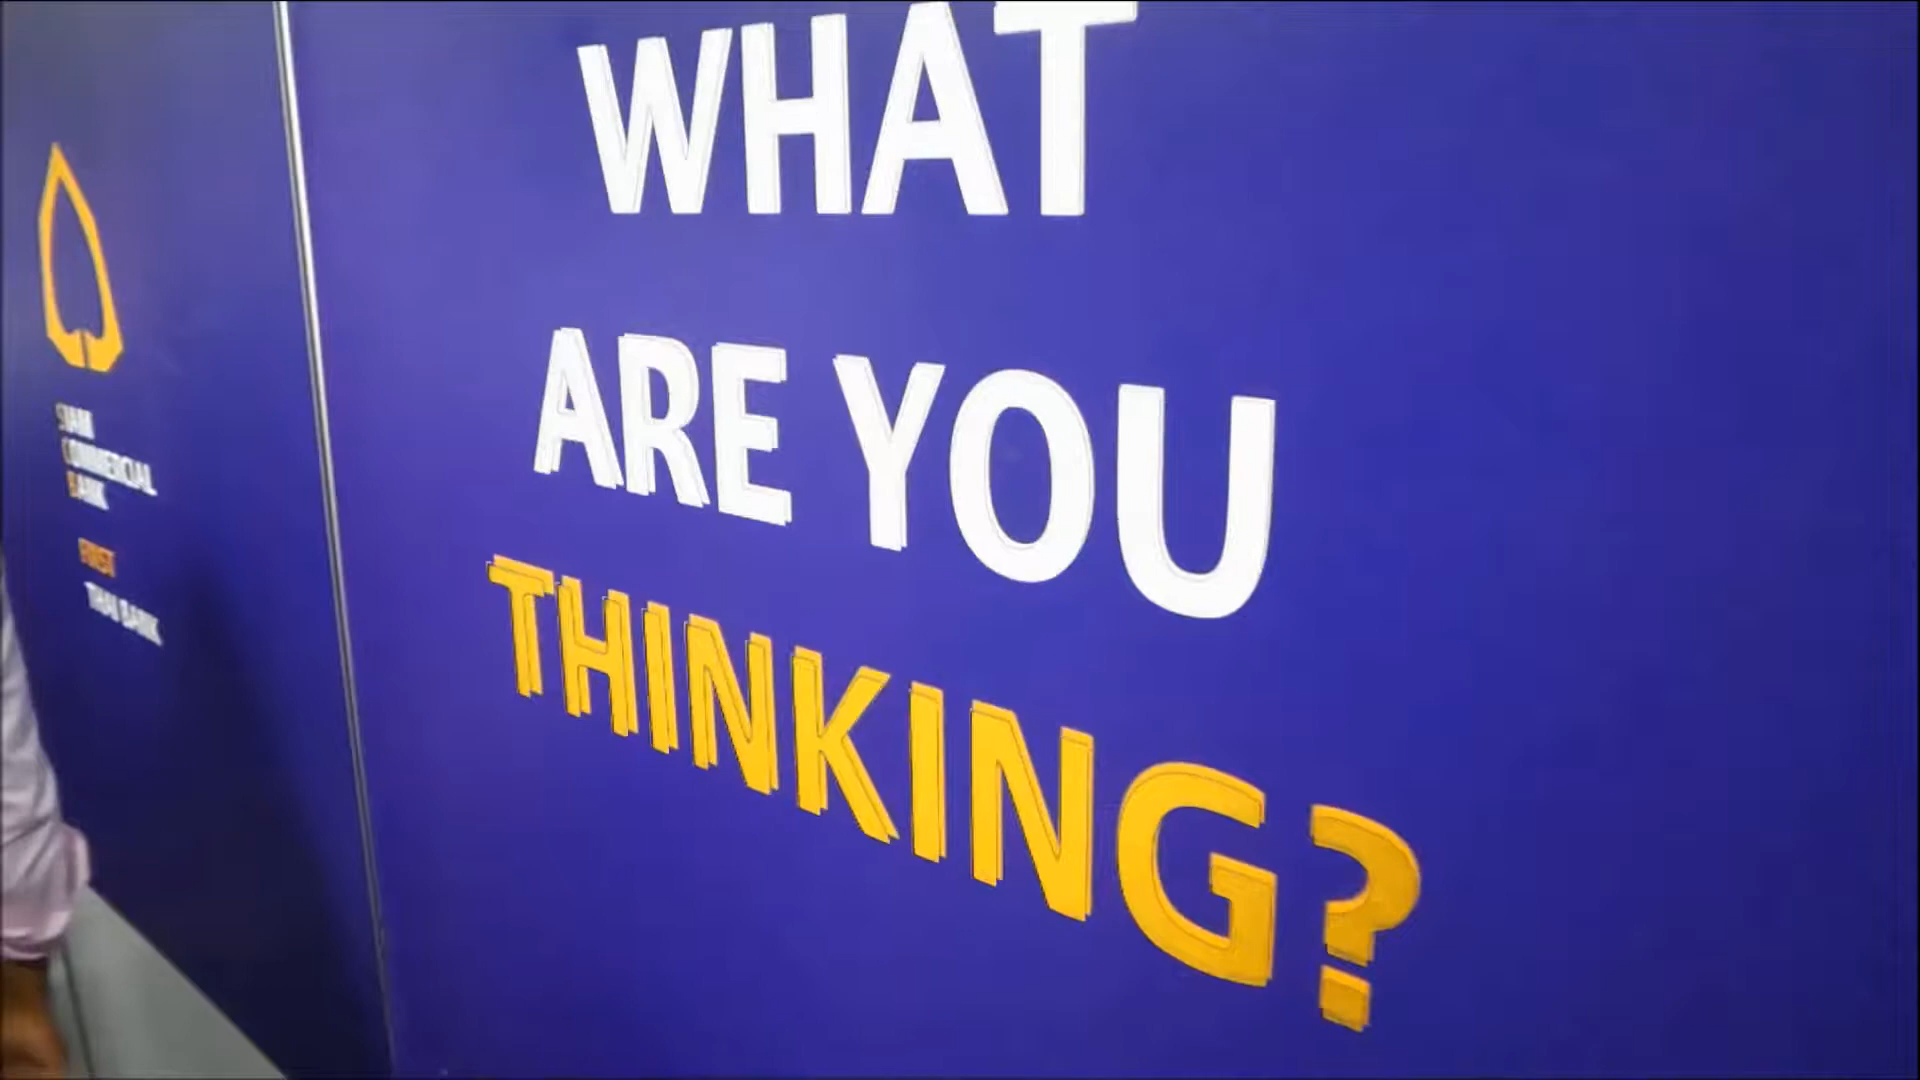 WHAT
ARE YOU
THINKING?
SIAM
COMMERCIAL
BANK
FIRST
THAI BANK